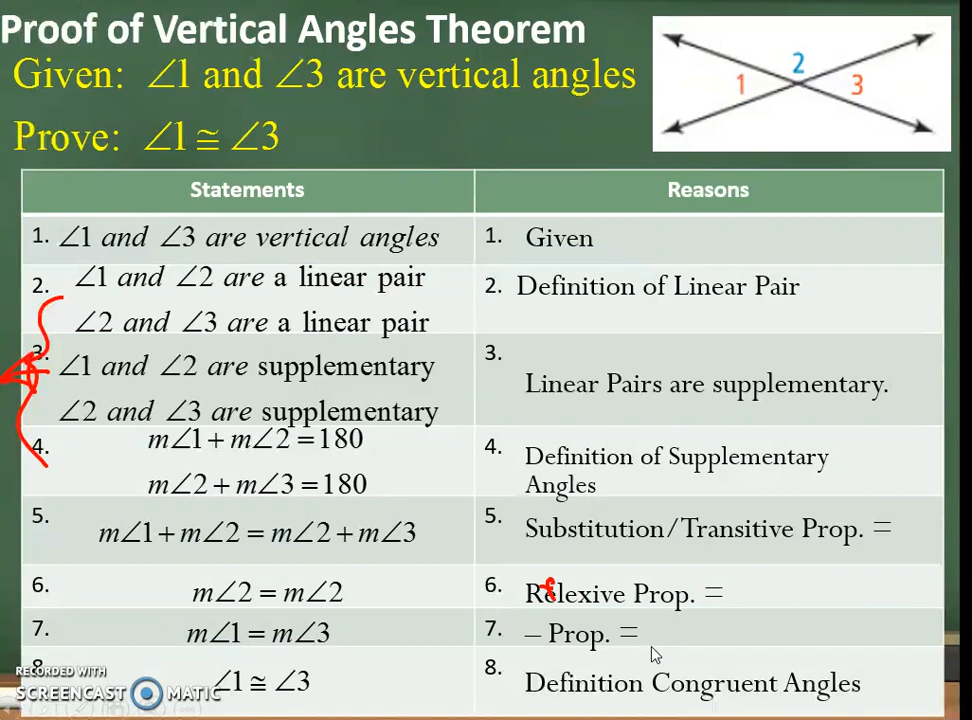 Proof of Vertical Angles Theorem
Given: ∠1 and ∠3 are vertical angles
Prove: ∠1 ≅ ∠3
1 2 3
Statements Reasons
1. ∠1 and ∠3 are vertical angles 1. Given
2. ∠1 and ∠2 are a linear pair 2. Definition of Linear Pair
∠2 and ∠3 are a linear pair
3. ∠1 and ∠2 are supplementary 3. Linear Pairs are supplementary.
∠2 and ∠3 are supplementary
4. m∠1 + m∠2 = 180 4. Definition of Supplementary
m∠2 + m∠3 = 180 Angles
5. m∠1 + m∠2 = m∠2 + m∠3 5. Substitution/Transitive Prop. =
6. m∠2 = m∠2 6. Relexive Prop. =
f
7. m∠1 = m∠3 7. – Prop. =
8. ∠1 ≅ ∠3 8. Definition Congruent Angles
RECORDED WITH
SCREENCAST MATIC